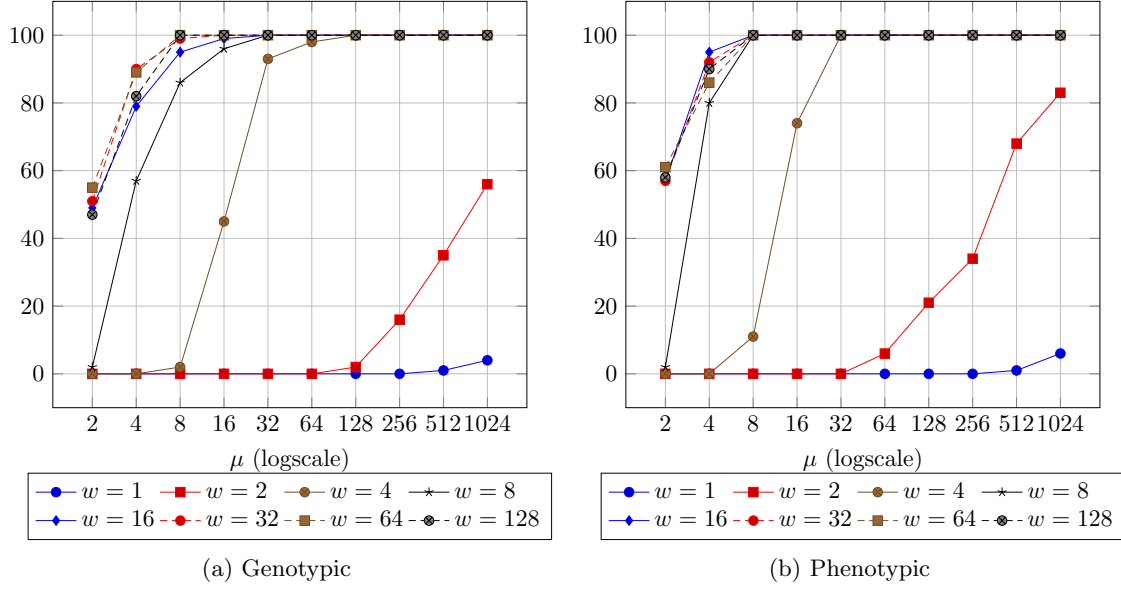 100
80
60
40
20
0
2 4 8 16 32 64 128 256 512 1024
μ (logscale)
w = 1 w = 2 w = 4 w = 8
w = 16 w = 32 w = 64 w = 128
(a) Genotypic
100
80
60
40
20
0
2 4 8 16 32 64 128 256 512 1024
μ (logscale)
w = 1 w = 2 w = 4 w = 8
w = 16 w = 32 w = 64 w = 128
(b) Phenotypic